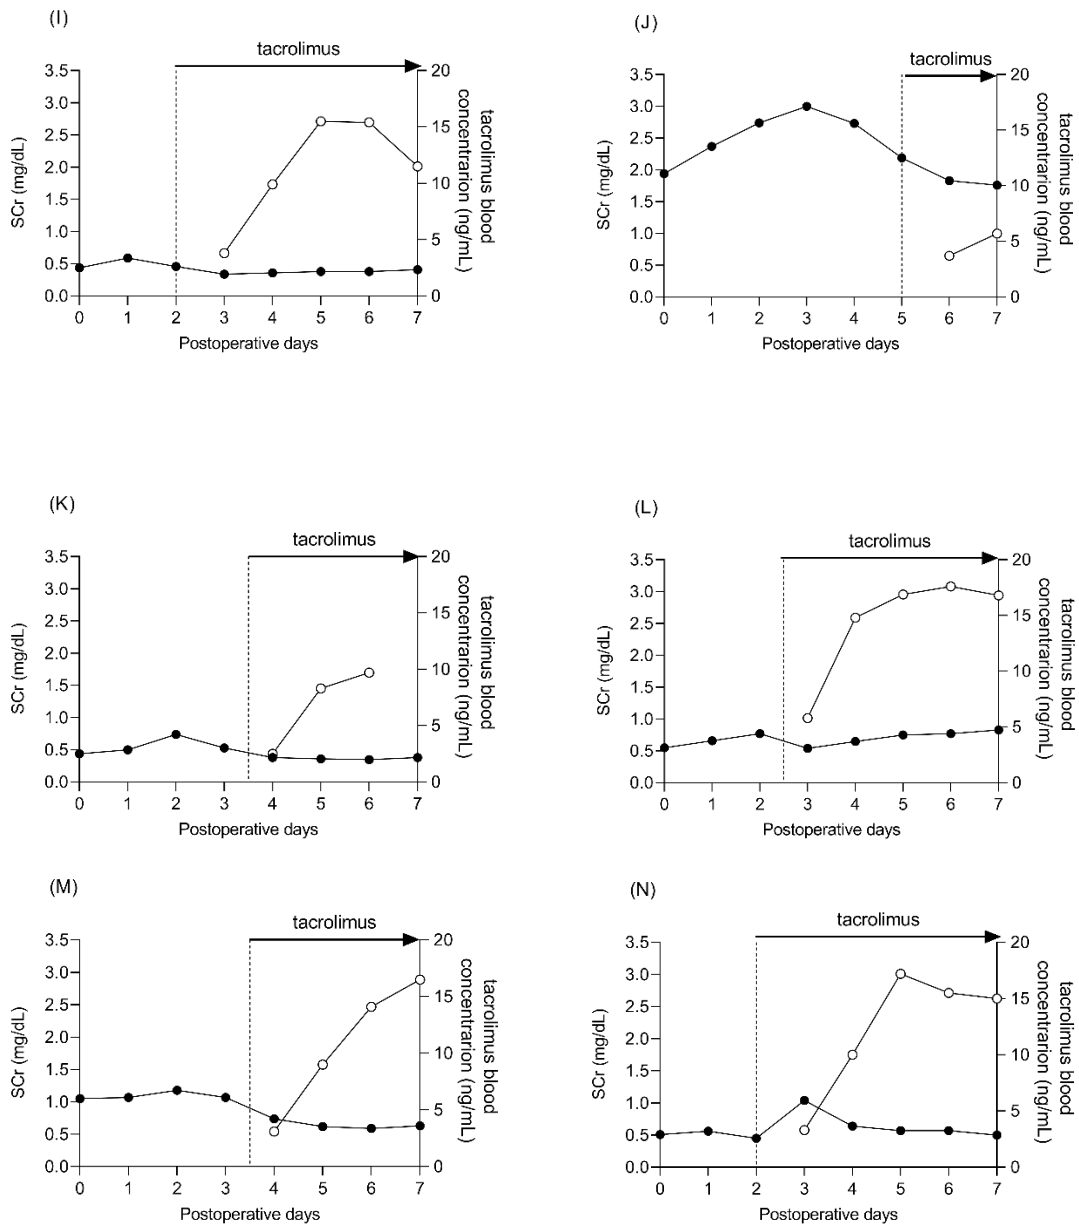 (I)
tacrolimus
3.5
3.0
2.5
2.0
1.5
1.0
0.5
0.0
SCr (mg/dL)
20
15
10
5
0
tacrolimus blood
concentrarion (ng/mL)
0 1 2 3 4 5 6 7
Postoperative days
(J)
tacrolimus
3.5
3.0
2.5
2.0
1.5
1.0
0.5
0.0
SCr (mg/dL)
20
15
10
5
0
tacrolimus blood
concentrarion (ng/mL)
0 1 2 3 4 5 6 7
Postoperative days
(K)
tacrolimus
3.5
3.0
2.5
2.0
1.5
1.0
0.5
0.0
SCr (mg/dL)
20
15
10
5
0
tacrolimus blood
concentrarion (ng/mL)
0 1 2 3 4 5 6 7
Postoperative days
(L)
tacrolimus
3.5
3.0
2.5
2.0
1.5
1.0
0.5
0.0
SCr (mg/dL)
20
15
10
5
0
tacrolimus blood
concentrarion (ng/mL)
0 1 2 3 4 5 6 7
Postoperative days
(M)
tacrolimus
3.5
3.0
2.5
2.0
1.5
1.0
0.5
0.0
SCr (mg/dL)
20
15
10
5
0
tacrolimus blood
concentrarion (ng/mL)
0 1 2 3 4 5 6 7
Postoperative days
(N)
tacrolimus
3.5
3.0
2.5
2.0
1.5
1.0
0.5
0.0
SCr (mg/dL)
20
15
10
5
0
tacrolimus blood
concentrarion (ng/mL)
0 1 2 3 4 5 6 7
Postoperative days